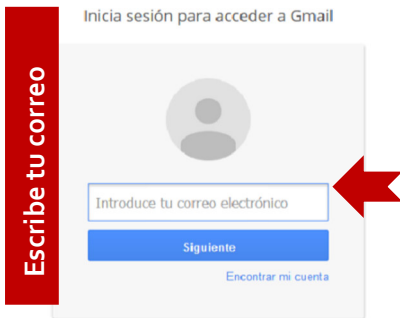 Inicia sesión para acceder a Gmail
Escribe tu correo
Introduce tu correo electrónico
Siguiente
Encontrar mi cuenta